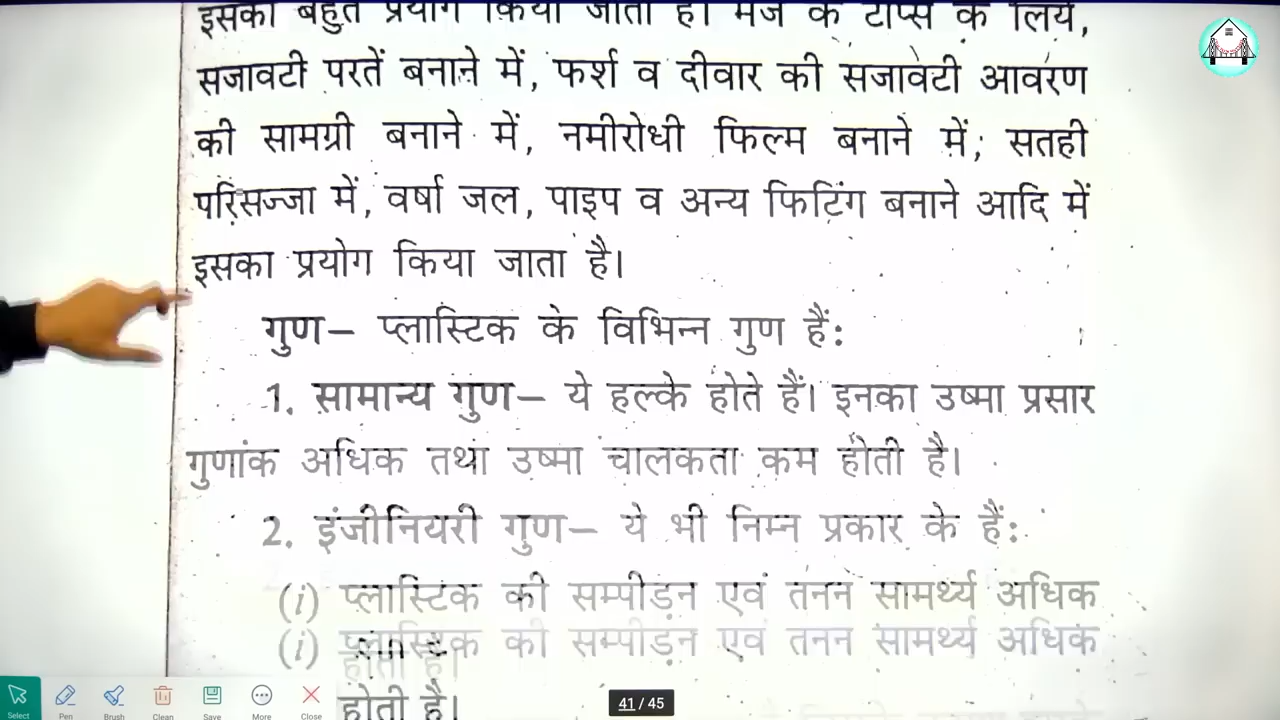 इसका बहुत प्रयोग किया जाता है। मेज के टॉप्स के लिये,
सजावटी परतें बनाने में, फर्श व दीवार की सजावटी आवरण
की सामग्री बनाने में, नमीरोधी फिल्म बनाने में; सतही
परिसज्जा में, वर्षा जल, पाइप व अन्य फिटिंग बनाने आदि में
इसका प्रयोग किया जाता है।
गुण– प्लास्टिक के विभिन्न गुण हैं:
1. सामान्य गुण– ये हल्के होते हैं। इनका उष्मा प्रसार
गुणांक अधिक तथा उष्मा चालकता कम होती है।
2. इंजीनियरी गुण– ये भी निम्न प्रकार के हैं:
(i) प्लास्टिक की सम्पीड़न एवं तनन सामर्थ्य अधिक
(i) प्लास्टिक की सम्पीड़न एवं तनन सामर्थ्य अधिक
होती है।
होती है।
Select Pen Brush Clean Save More Close
41 / 45